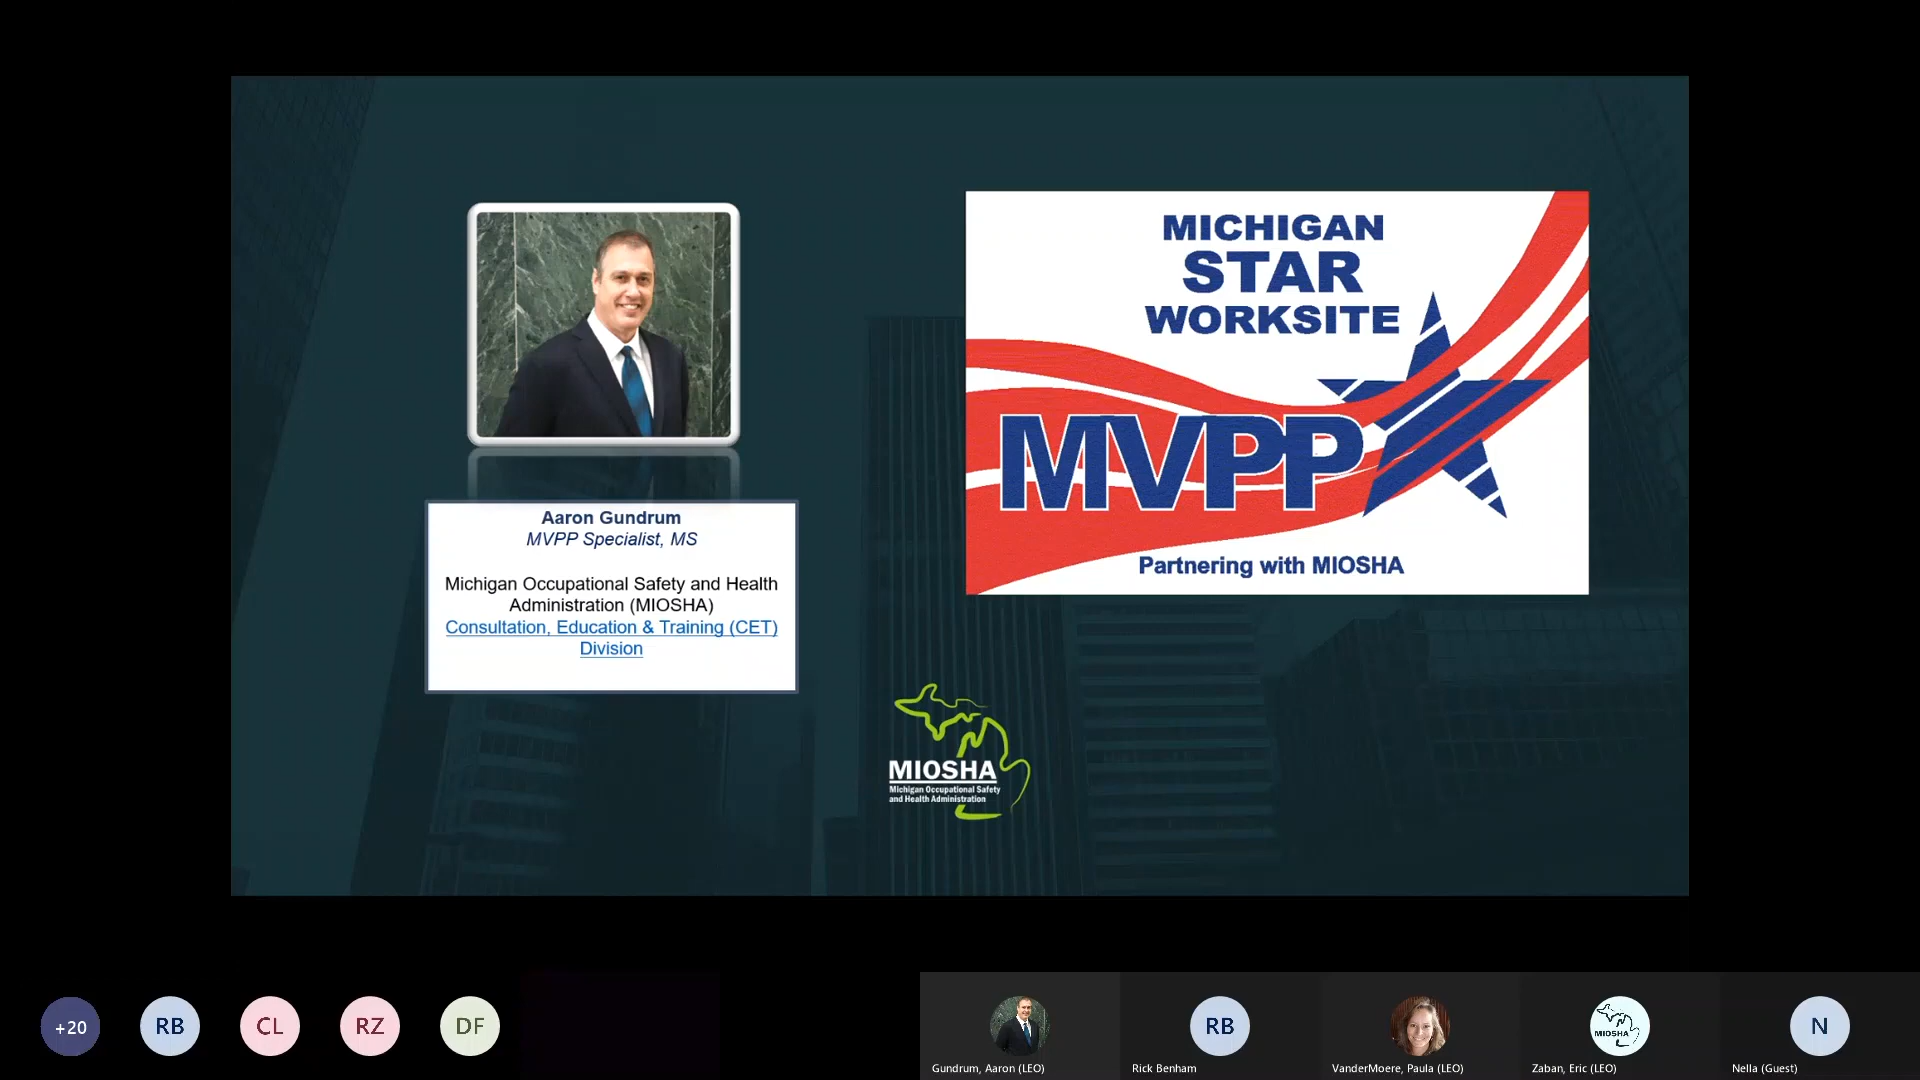 MICHIGAN
STAR
WORKSITE
MVPP
Partnering with MIOSHA
Aaron Gundrum
MVPP Specialist, MS
Michigan Occupational Safety and Health
Administration (MIOSHA)
Consultation, Education & Training (CET)
Division
MIOSHA
Michigan Occupational Safety
and Health Administration
+20
RB
CL
RZ
DF
Gundrum, Aaron (LEO)
RB
Rick Benham
VanderMoere, Paula (LEO)
MIOSHA
Zaban, Eric (LEO)
N
Nella (Guest)